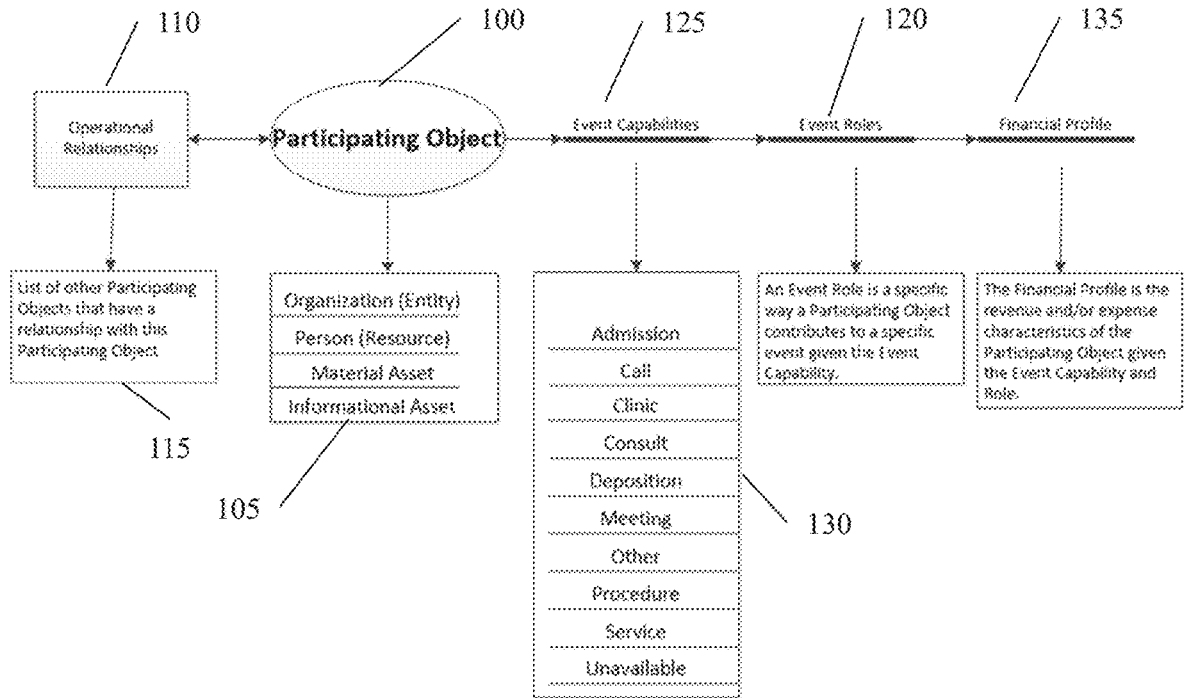 110
100
125
120
135
Operational
Relationships
Participating Object
Event Capabilities
Event Roles
Financial Profile
List of other Participating
Objects that have a
relationship with this
Participating Object
115
Organization (Entity)
Person (Resource)
Material Asset
Informational Asset
105
Admission
Call
Clinic
Consult
Deposition
Meeting
Other
Procedure
Service
Unavailable
130
An Event Role is a specific
way a Participating Object
contributes to a specific
event given the Event
Capability.
The Financial Profile is the
revenue and/or expense
characteristics of the
Participating Object given
the Event Capability and
Role.